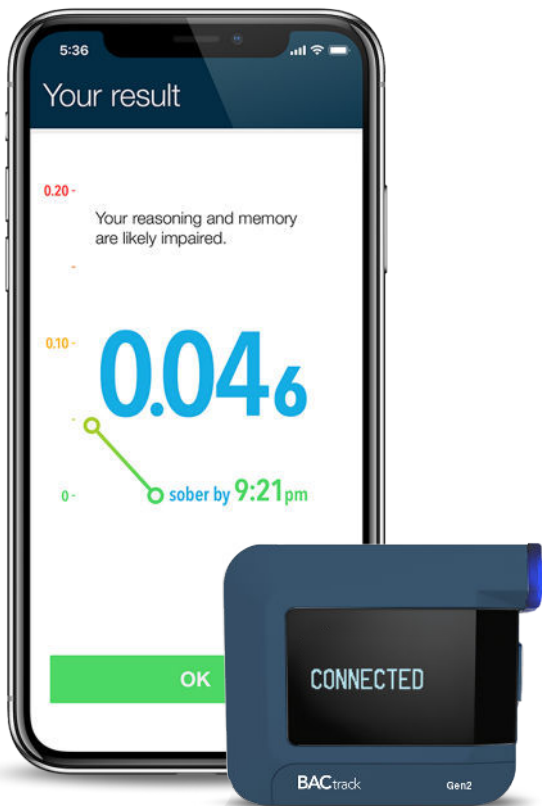 5:36
Your result
0.20 -
Your reasoning and memory
are likely impaired.
0.10 -
0.046
0 -
sober by 9:21pm
OK
CONNECTED
BACtrack Gen2